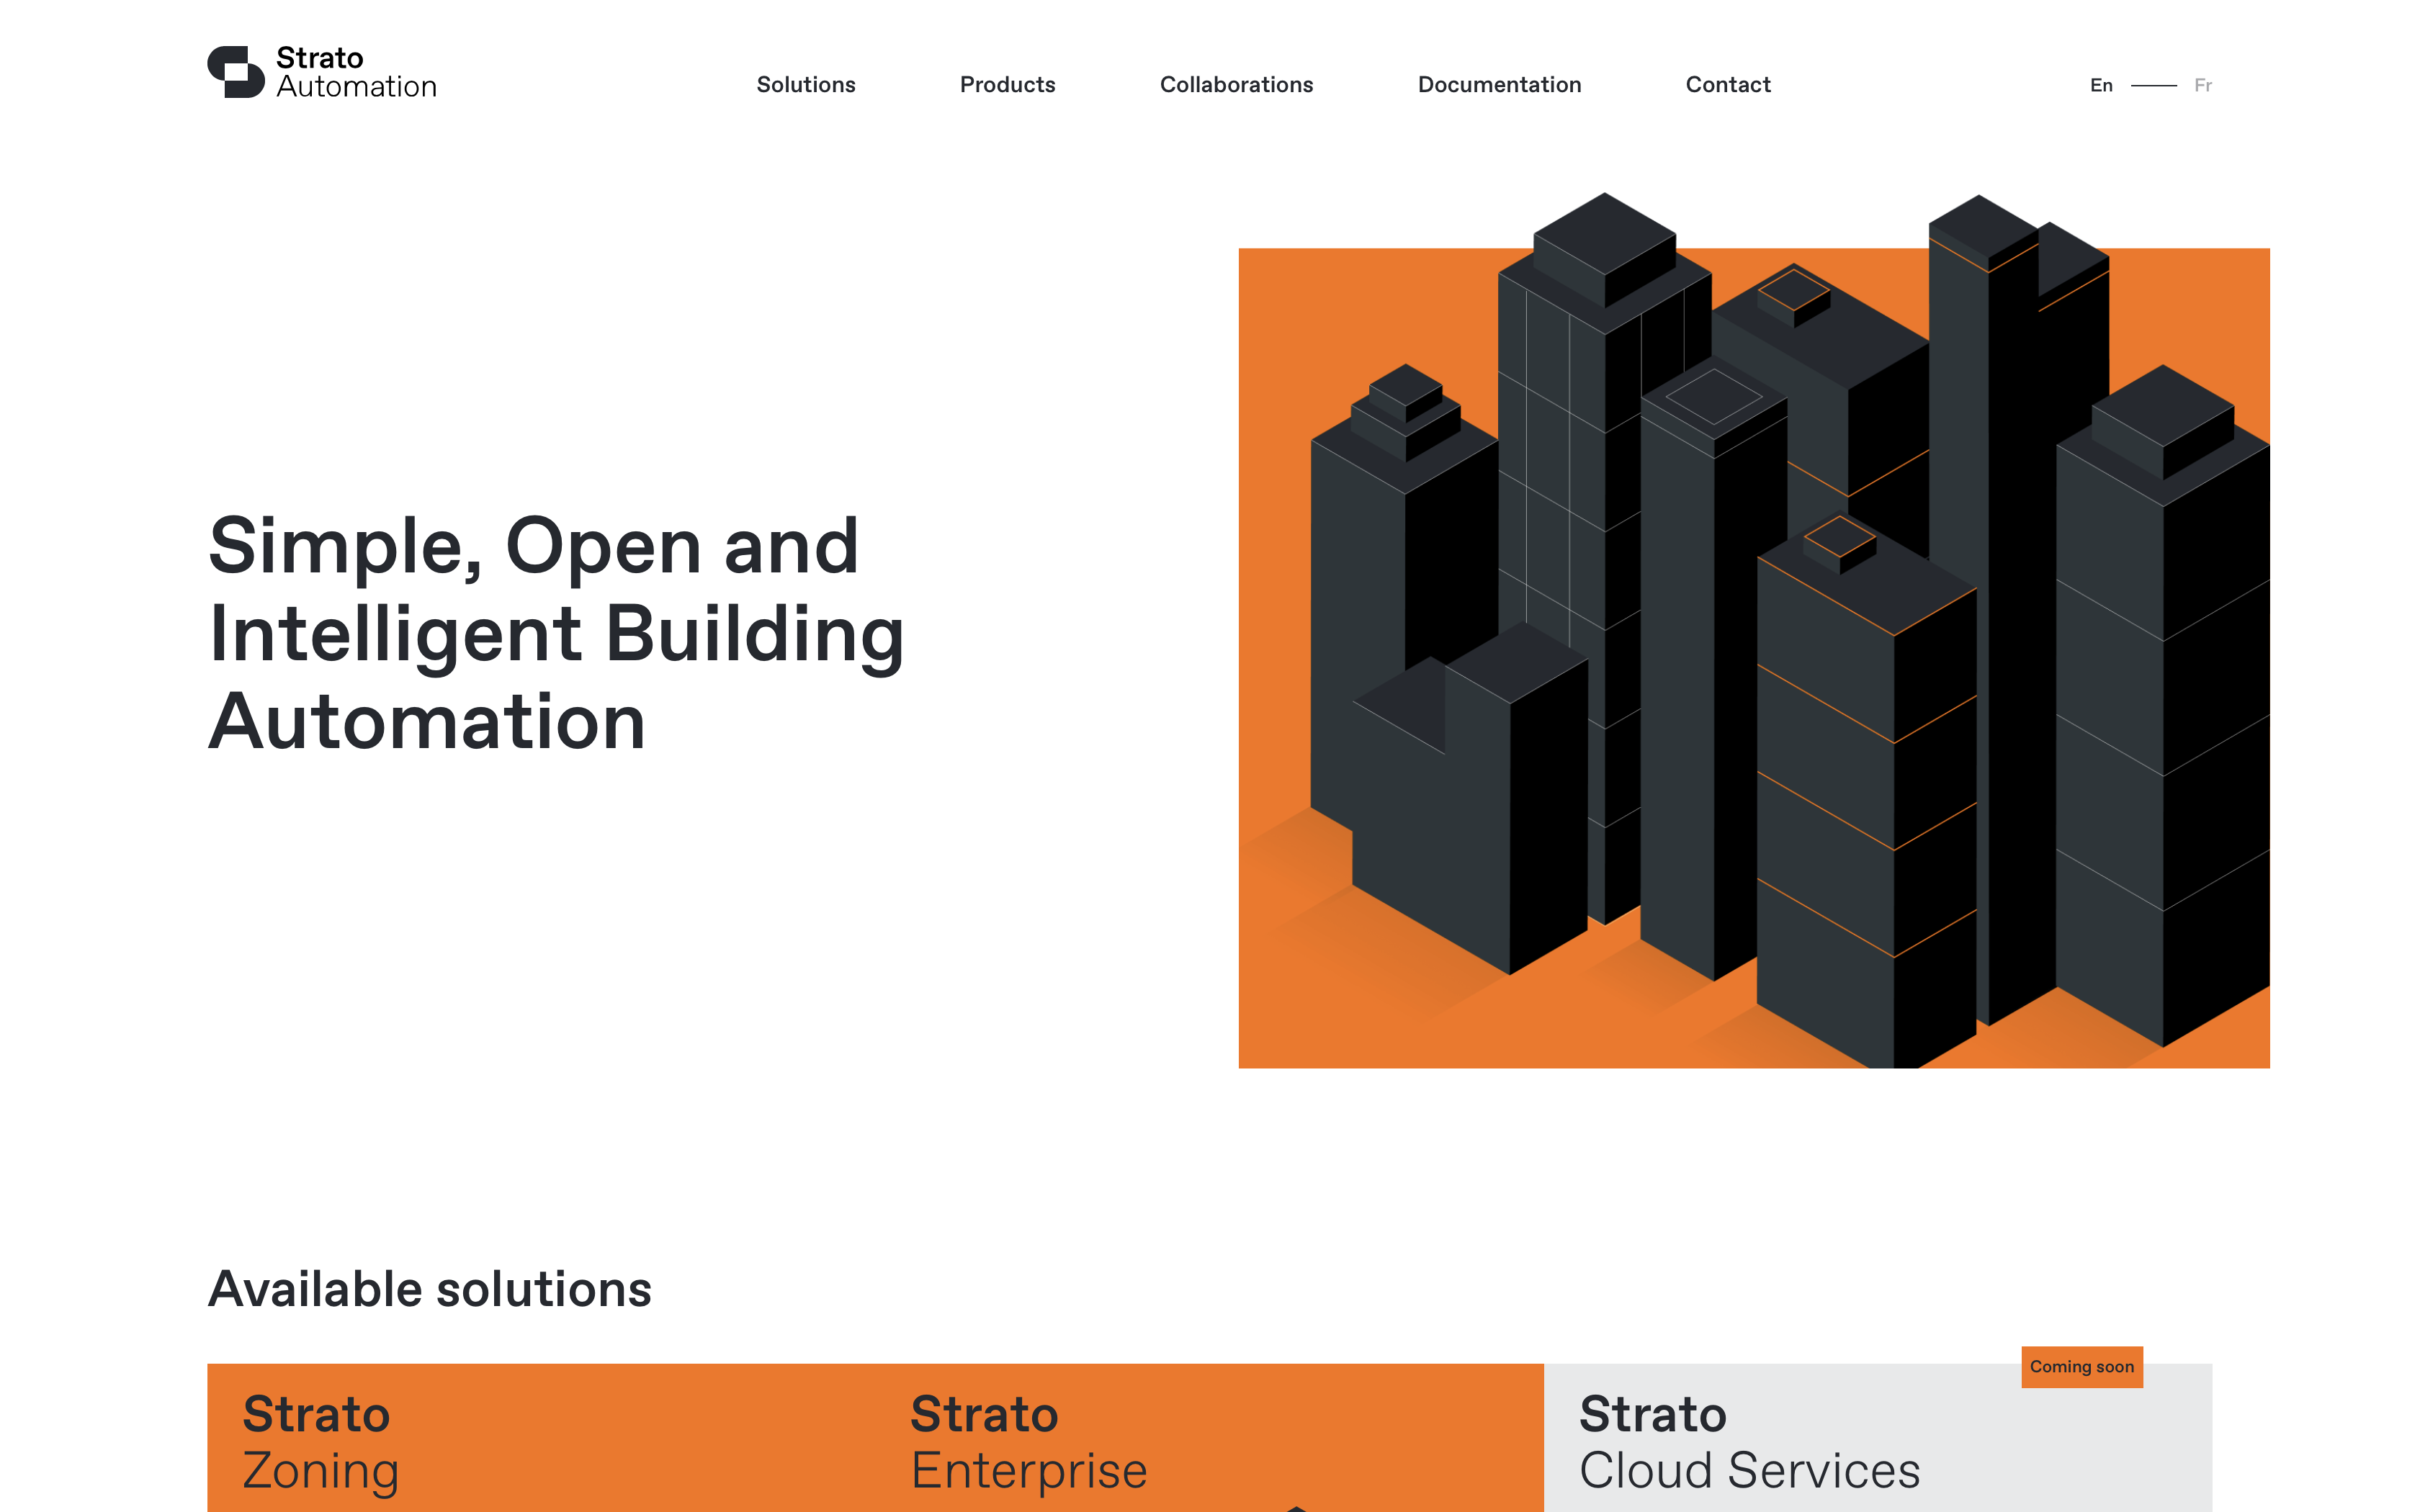 Strato
Automation
Solutions
Products
Collaborations
Documentation
Contact
En
Fr
Simple, Open and
Intelligent Building
Automation
Available solutions
Coming soon
Strato
Zoning
Strato
Enterprise
Strato
Cloud Services